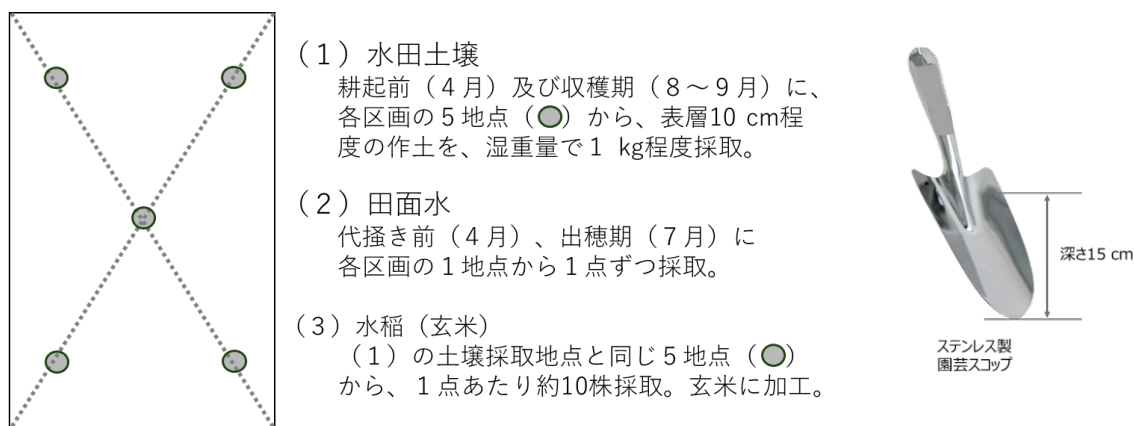 （１）水田土壌
耕起前（４月）及び収穫期（８～９月）に、
各区画の５地点（）から、表層10 cm程
度の作土を、湿重量で１ kg程度採取。
（２）田面水
代掻き前（４月）、出穂期（７月）に
各区画の１地点から１点ずつ採取。
（３）水稲（玄米）
（１）の土壌採取地点と同じ５地点（）
から、１点あたり約10株採取。玄米に加工。
深さ15 cm
ステンレス製
園芸スコップ